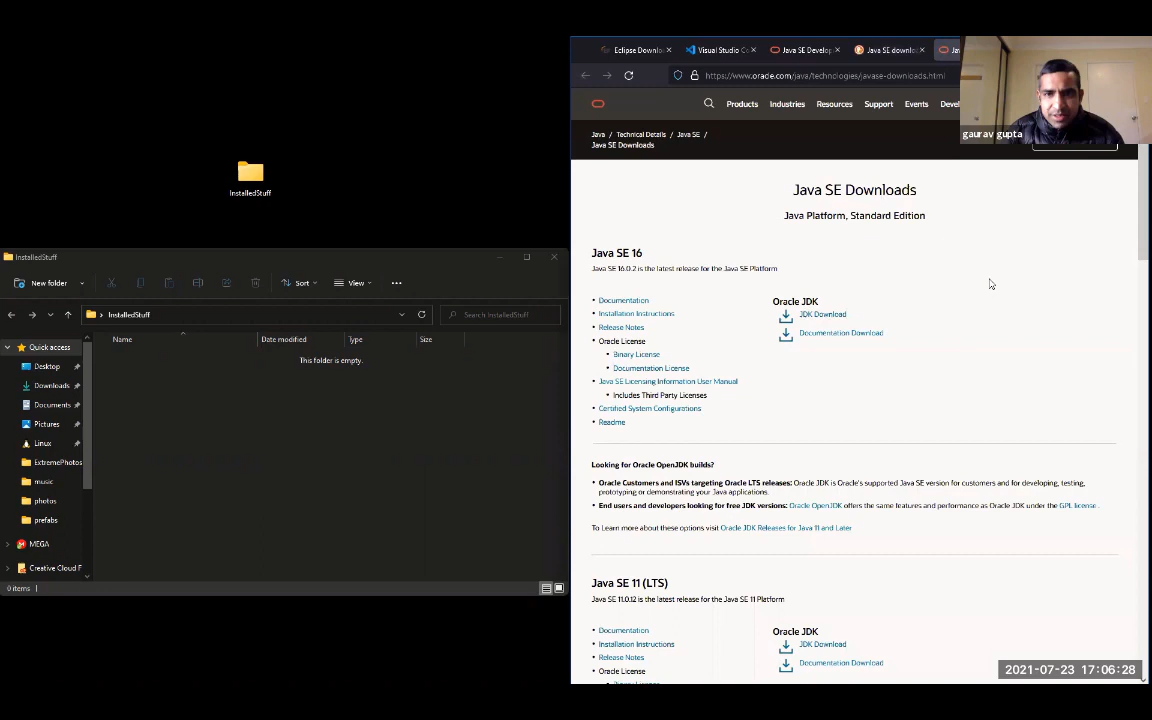 InstalledStuff
InstalledStuff
New folder
Sort
View
InstalledStuff
Search InstalledStuff
Name
Date modified
Type
Size
This folder is empty.
Quick access
Desktop
Downloads
Documents
Pictures
Linux
ExtremePhotos
music
photos
prefabs
MEGA
Creative Cloud F
0 items
Eclipse Downlo
Visual Studio Co
Java SE Develop
Java SE downloa
Ja
https://www.oracle.com/java/technologies/javase-downloads.html
Products
Industries
Resources
Support
Events
Devel
gaurav gupta
Java / Technical Details / Java SE /
Java SE Downloads
Java SE Downloads
Java Platform, Standard Edition
Java SE 16
Java SE 16.0.2 is the latest release for the Java SE Platform
Documentation
Installation Instructions
Release Notes
Oracle License
Binary License
Documentation License
Java SE Licensing Information User Manual
Includes Third Party Licenses
Certified System Configurations
Readme
Oracle JDK
JDK Download
Documentation Download
Looking for Oracle OpenJDK builds?
Oracle Customers and ISVs targeting Oracle LTS releases: Oracle JDK is Oracle's supported Java SE version for customers and for developing, testing,
prototyping or demonstrating your Java applications.
End users and developers looking for free JDK versions: Oracle OpenJDK offers the same features and performance as Oracle JDK under the GPL license.
To Learn more about these options visit Oracle JDK Releases for Java 11 and Later
Java SE 11 (LTS)
Java SE 11.0.12 is the latest release for the Java SE 11 Platform
Documentation
Installation Instructions
Release Notes
Oracle License
Oracle JDK
JDK Download
Documentation Download
2021-07-23 17:06:28